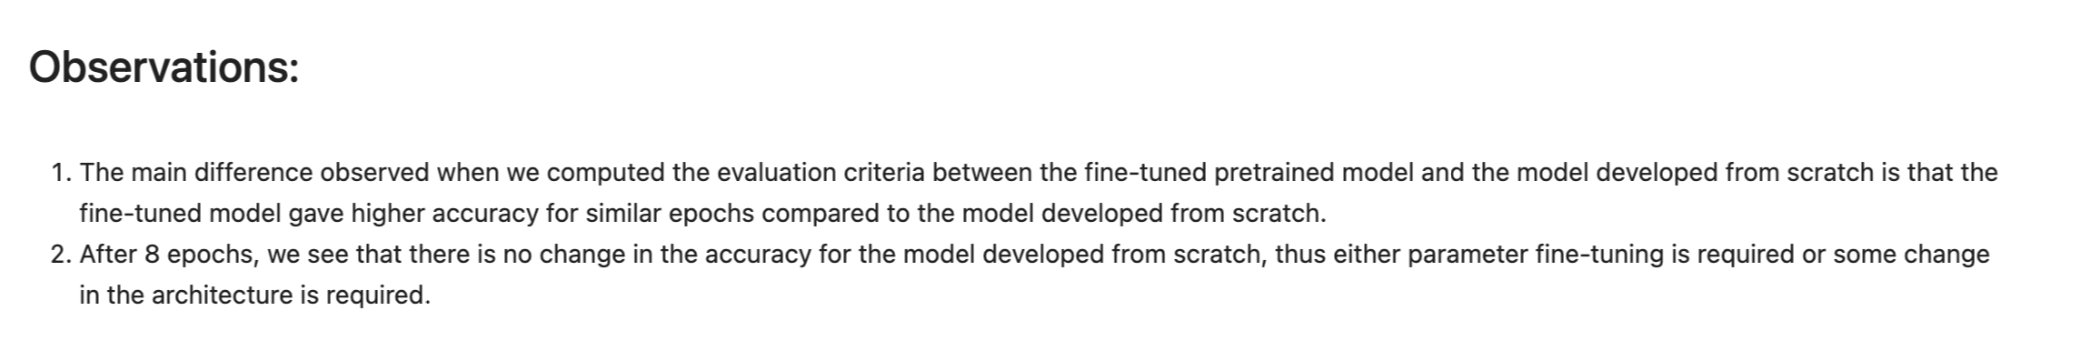 Observations:
1. The main difference observed when we computed the evaluation criteria between the fine-tuned pretrained model and the model developed from scratch is that the
fine-tuned model gave higher accuracy for similar epochs compared to the model developed from scratch.
2. After 8 epochs, we see that there is no change in the accuracy for the model developed from scratch, thus either parameter fine-tuning is required or some change
in the architecture is required.